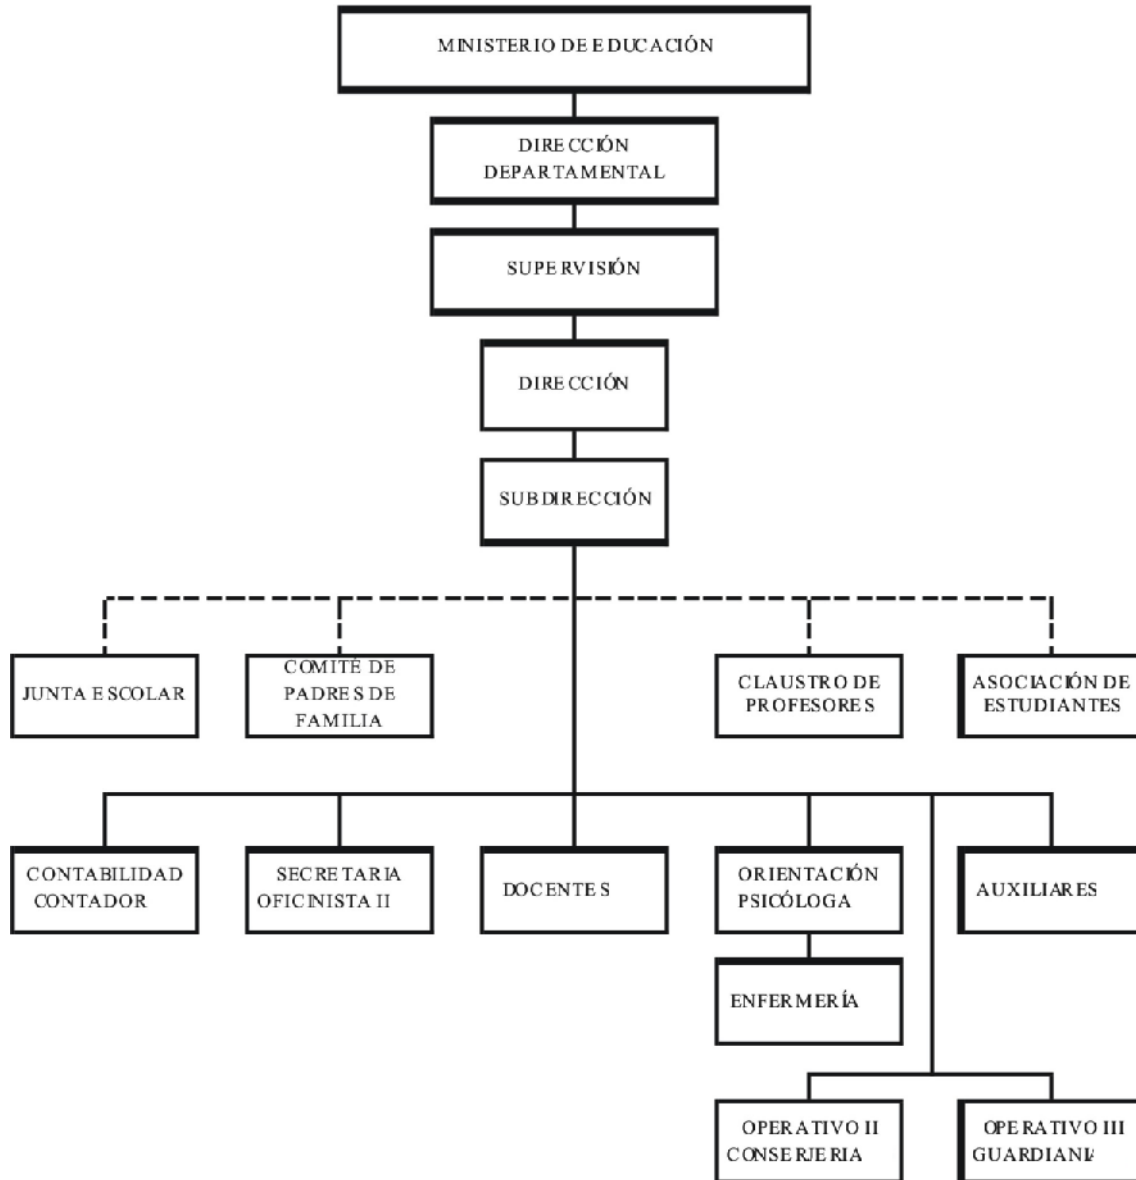 MINISTERIO DE EDUCACIÓN
DIRECCIÓN
DEPARTAMENTAL
SUPERVISIÓN
DIRECCIÓN
SUBDIRECCIÓN
JUNTA ESCOLAR
COMITÉ DE
PADRES DE
FAMILIA
CLAUSTRO DE
PROFESORES
ASOCIACIÓN DE
ESTUDIANTES
CONTABILIDAD
CONTADOR
SECRETARIA
OFICINISTA II
DOCENTES
ORIENTACIÓN
PSICÓLOGA
AUXILIARES
ENFERMERÍA
OPERATIVO II
CONSERJERIA
OPERATIVO III
GUARDIANIA